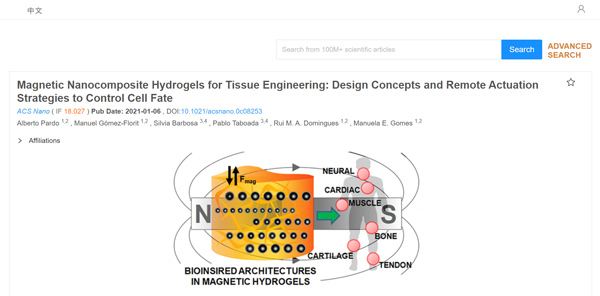 中文
Search from 100M+ scientific articles
Search
ADVANCED
SEARCH
Magnetic Nanocomposite Hydrogels for Tissue Engineering: Design Concepts and Remote Actuation
Strategies to Control Cell Fate
ACS Nano ( IF 18.027 ) Pub Date: 2021-01-06 , DOI:10.1021/acsnano.0c08253
Alberto Pardo 1,2 , Manuel Gómez-Florit 1,2 , Silvia Barbosa 3,4 , Pablo Taboada 3,4 , Rui M. A. Domingues 1,2 , Manuela E. Gomes 1,2
Affiliations
Fmag
NEURAL
CARDIAC
MUSCLE
N
S
BONE
CARTILAGE
TENDON
BIOINSIRED ARCHITECTURES
IN MAGNETIC HYDROGELS